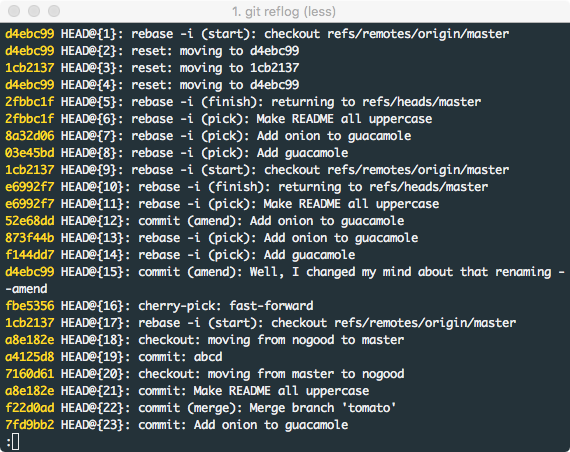 1. git reflog (less)
d4ebc99 HEAD@{1}: rebase -i (start): checkout refs/remotes/origin/master
d4ebc99 HEAD@{2}: reset: moving to d4ebc99
1cb2137 HEAD@{3}: reset: moving to 1cb2137
d4ebc99 HEAD@{4}: reset: moving to d4ebc99
2fbbc1f HEAD@{5}: rebase -i (finish): returning to refs/heads/master
2fbbc1f HEAD@{6}: rebase -i (pick): Make README all uppercase
8a32d06 HEAD@{7}: rebase -i (pick): Add onion to guacamole
03e45bd HEAD@{8}: rebase -i (pick): Add guacamole
1cb2137 HEAD@{9}: rebase -i (start): checkout refs/remotes/origin/master
e6992f7 HEAD@{10}: rebase -i (finish): returning to refs/heads/master
e6992f7 HEAD@{11}: rebase -i (pick): Make README all uppercase
52e68dd HEAD@{12}: commit (amend): Add onion to guacamole
873f44b HEAD@{13}: rebase -i (pick): Add onion to guacamole
f144dd7 HEAD@{14}: rebase -i (pick): Add guacamole
d4ebc99 HEAD@{15}: commit (amend): Well, I changed my mind about that renaming -
-amend
fbe5356 HEAD@{16}: cherry-pick: fast-forward
1cb2137 HEAD@{17}: rebase -i (start): checkout refs/remotes/origin/master
a8e182e HEAD@{18}: checkout: moving from nogood to master
a4125d8 HEAD@{19}: commit: abcd
7160d61 HEAD@{20}: checkout: moving from master to nogood
a8e182e HEAD@{21}: commit: Make README all uppercase
f22d0ad HEAD@{22}: commit (merge): Merge branch 'tomato'
7fd9bb2 HEAD@{23}: commit: Add onion to guacamole
: